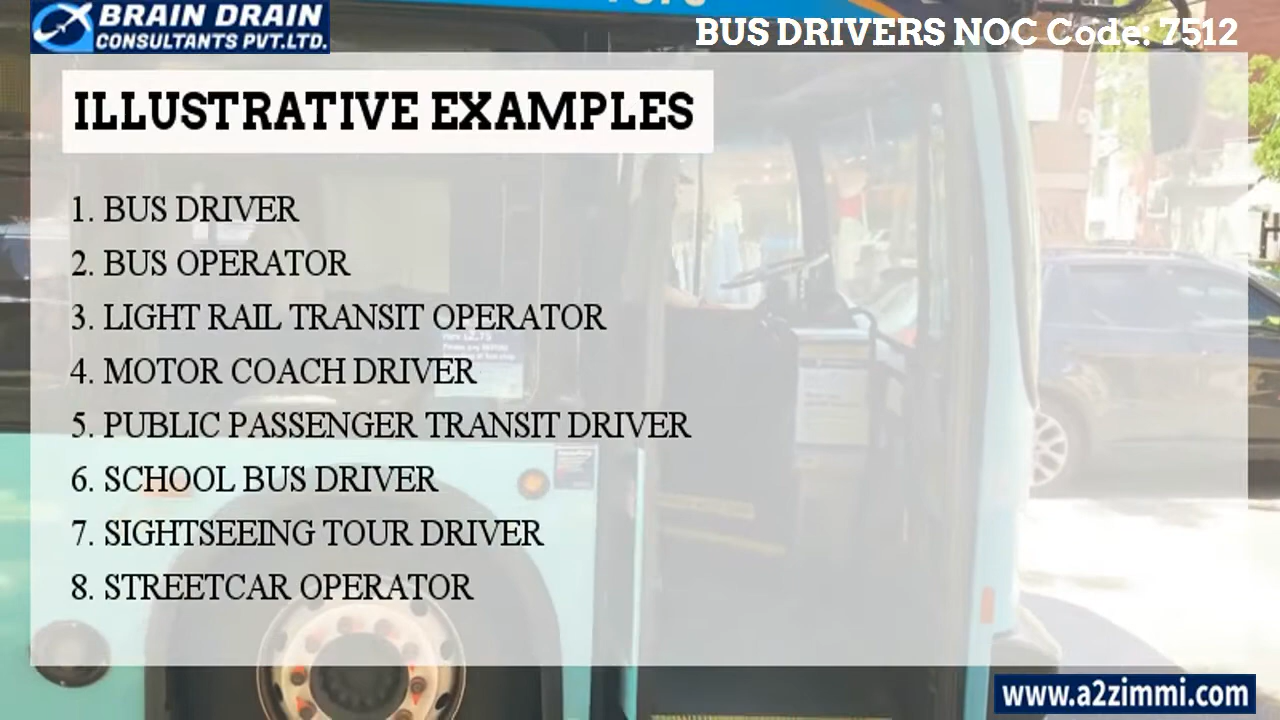 BRAIN DRAIN
CONSULTANTS PVT.LTD.
BUS DRIVERS NOC Code: 7512
ILLUSTRATIVE EXAMPLES
1. BUS DRIVER
2. BUS OPERATOR
3. LIGHT RAIL TRANSIT OPERATOR
4. MOTOR COACH DRIVER
5. PUBLIC PASSENGER TRANSIT DRIVER
6. SCHOOL BUS DRIVER
7. SIGHTSEEING TOUR DRIVER
8. STREETCAR OPERATOR
www.a2zimmi.com